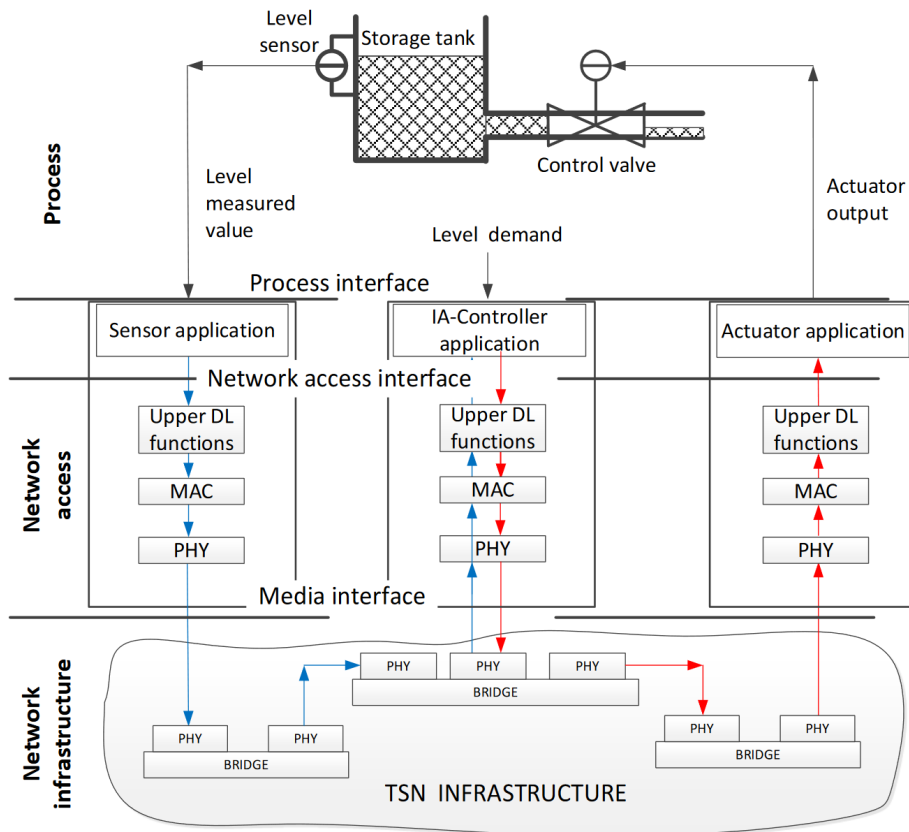 Level
sensor
Storage tank
Control valve
Process
Level
measured
value
Level demand
Actuator
output
Process interface
Sensor application
IA-Controller
application
Actuator application
Network access interface
Network
access
Upper DL
functions
MAC
PHY
Upper DL
functions
MAC
PHY
Upper DL
functions
MAC
PHY
Media interface
Network
infrastructure
PHY
PHY
BRIDGE
PHY
PHY
PHY
BRIDGE
PHY
PHY
BRIDGE
TSN INFRASTRUCTURE